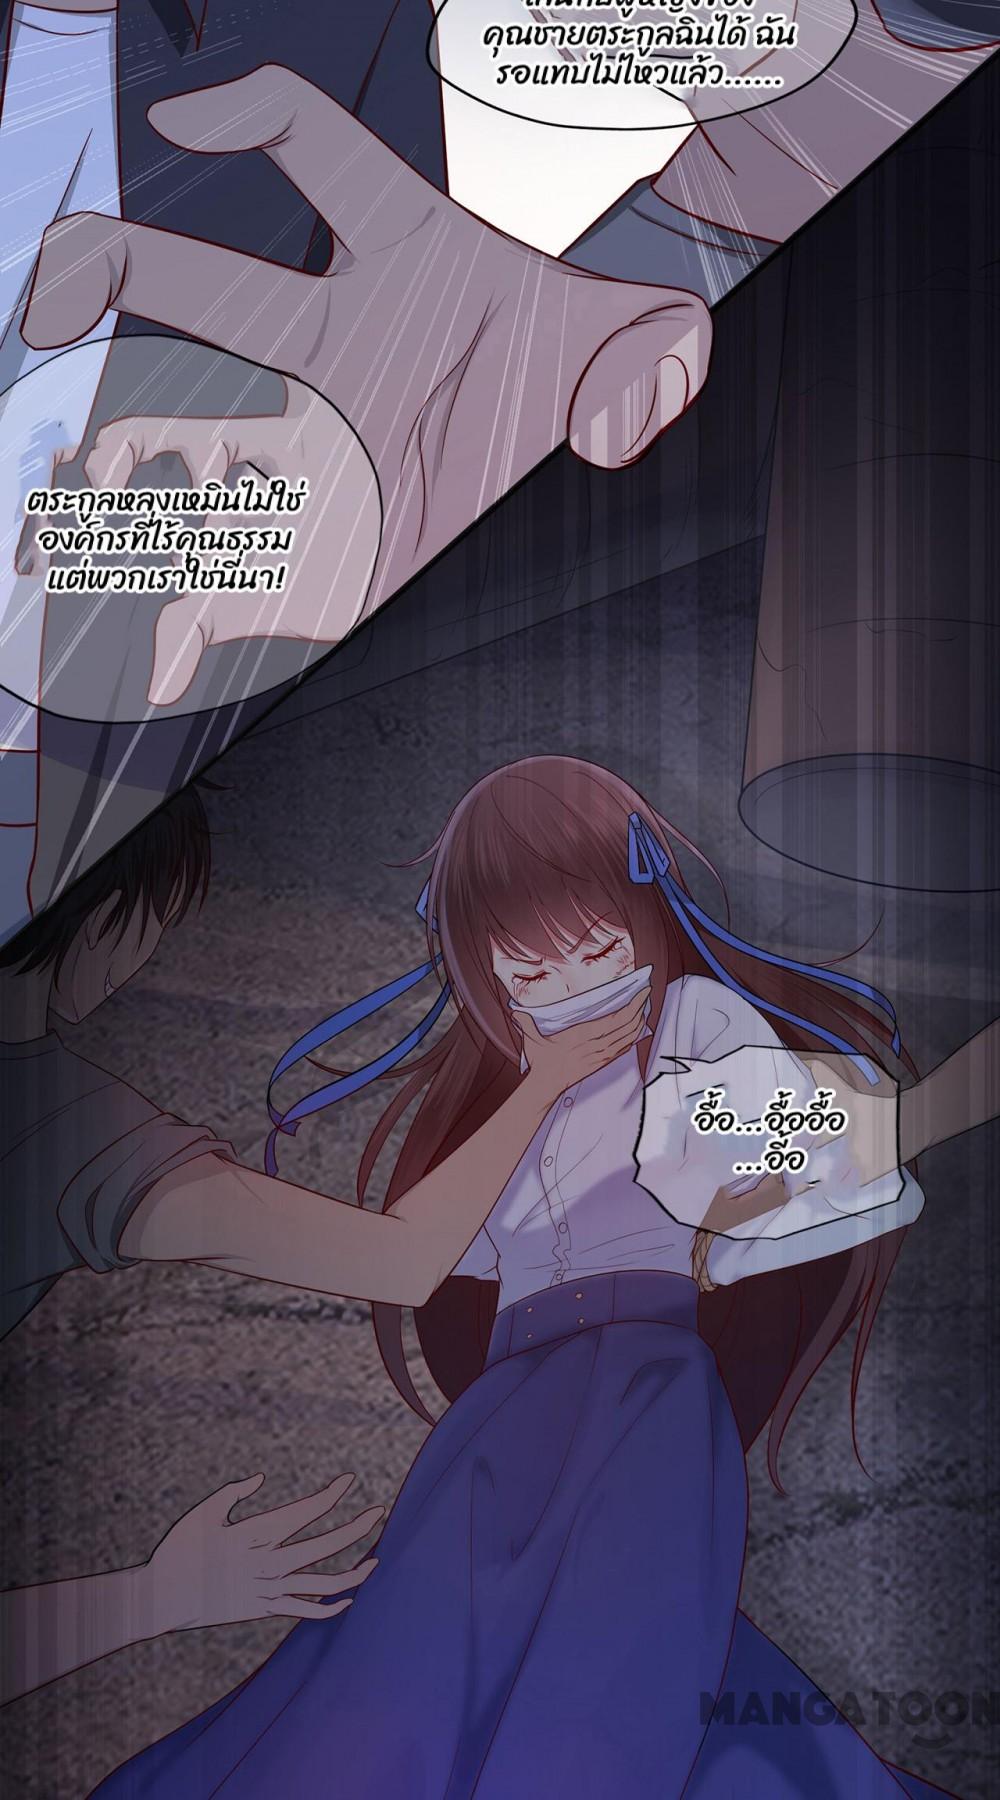 คุณชายตระกูลฉินได้ ฉัน
รอแทบไม่ไหวแล้ว......
ตระกูลหลงเหมินไม่ใช่
องค์กรที่ไร้คุณธรรม
แต่พวกเราใช่นี่นา!
อื้อ...อื้ออื้อ
...อื้อ
MANGATOON